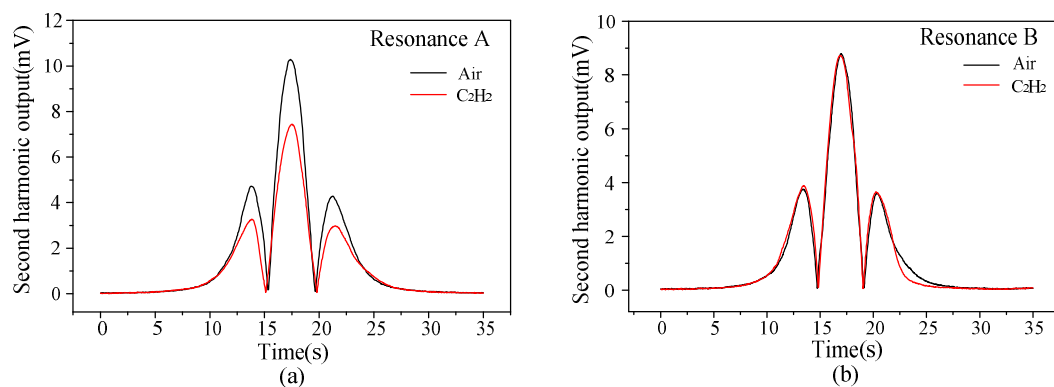 Resonance A
Air
C2H2
Second harmonic output(mV)
12
10
8
6
4
2
0
0 5 10 15 20 25 30 35
Time(s)
(a)
Resonance B
Air
C2H2
Second harmonic output(mV)
10
8
6
4
2
0
0 5 10 15 20 25 30 35
Time(s)
(b)